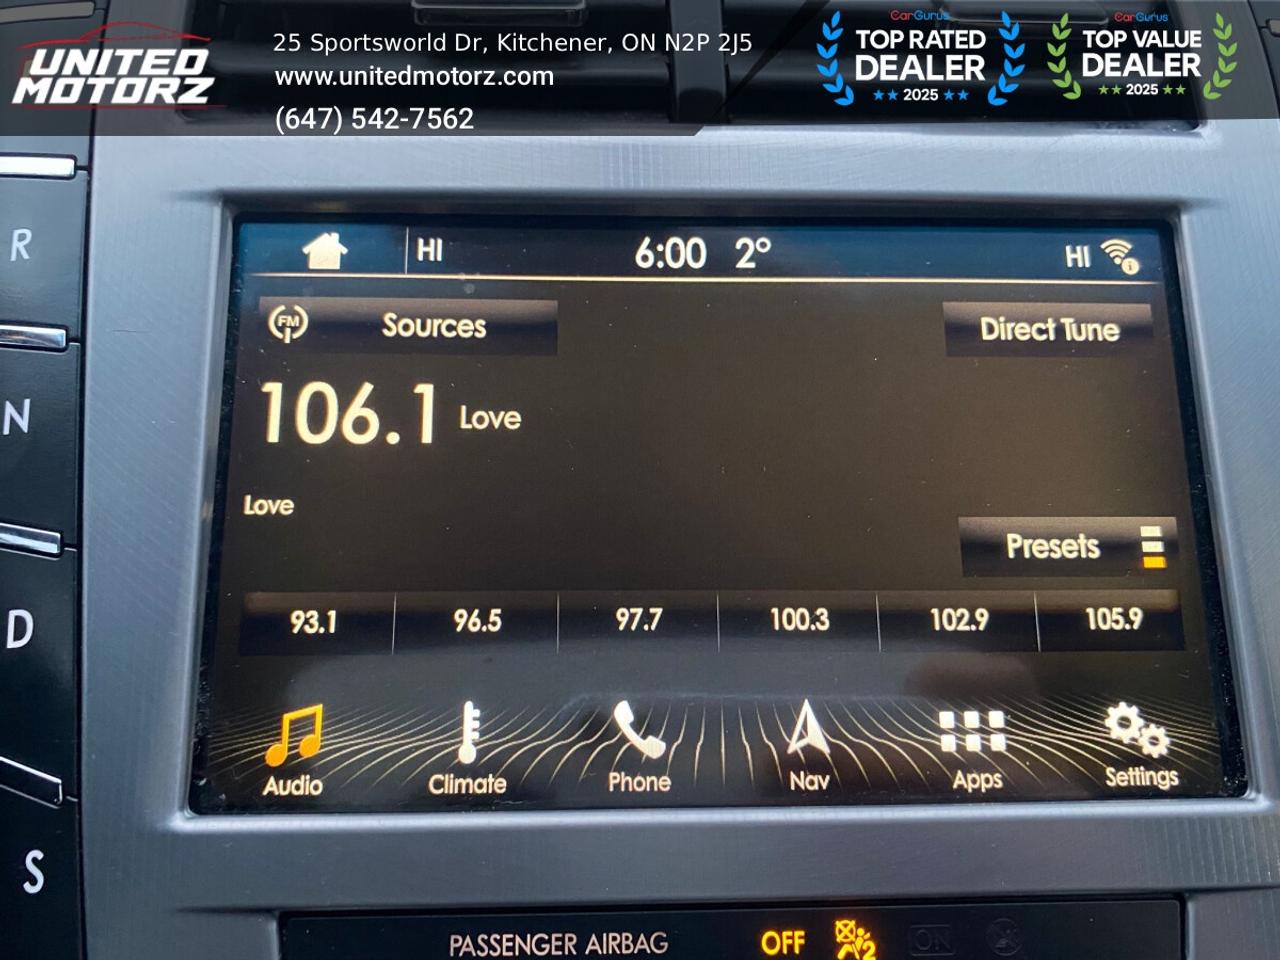 UNITED
MOTORZ
25 Sportsworld Dr, Kitchener, ON N2P 2J5
www.unitedmotorz.com
(647) 542-7562
CarGurus
TOP RATED
DEALER
2025
CarGurus
TOP VALUE
DEALER
2025
R
N
D
S
HI
6:00 2°
HI
FM
Sources
Direct Tune
106.1 Love
Love
Presets
93.1 96.5 97.7 100.3 102.9 105.9
Audio Climate Phone Nav Apps Settings
PASSENGER AIRBAG OFF 2 ON